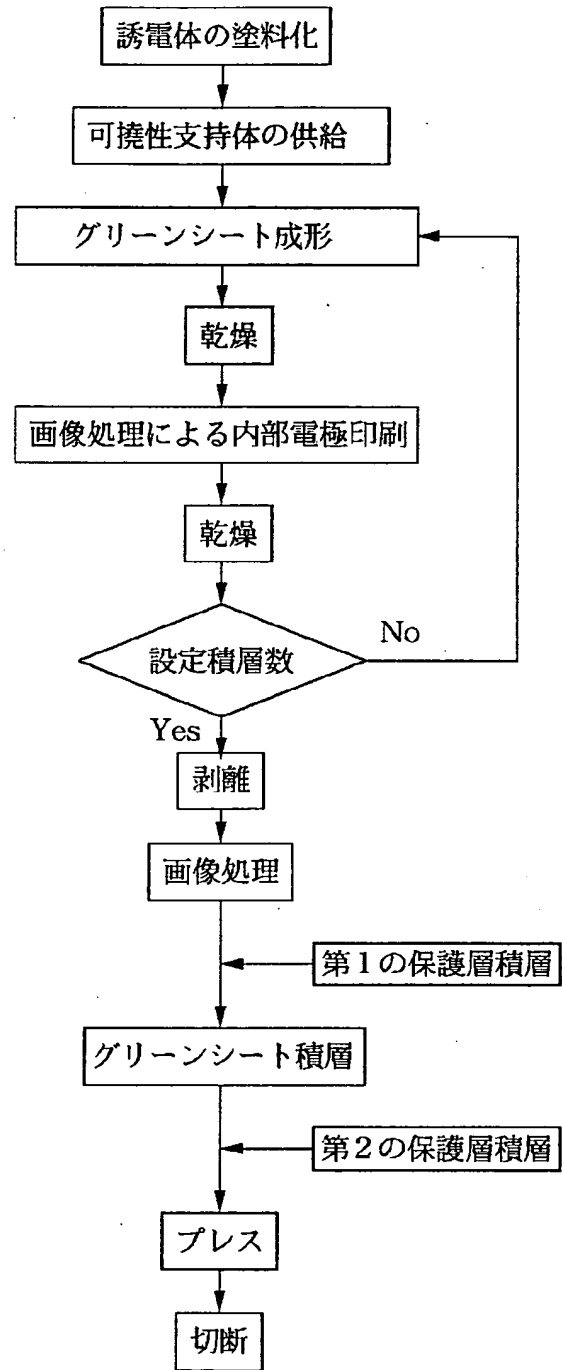 誘電体の塗料化
可撓性支持体の供給
グリーンシート成形
乾燥
画像処理による内部電極印刷
乾燥
設定積層数
No
Yes
剥離
画像処理
第1の保護層積層
グリーンシート積層
第2の保護層積層
プレス
切断